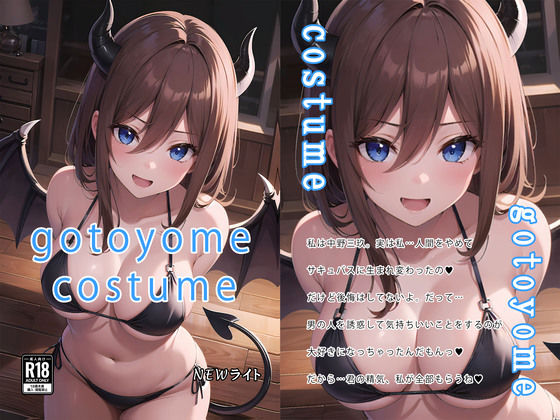 gotoyome
costume
R18
ADULT ONLY
NEWライト
costume
gotoyome
私は中野三玖。実は私…人間をやめて
サキュバスに生まれ変わったの♥
だけど後悔はしてないよ。だって…
男の人を誘惑して気持ちいいことをするのが
大好きになっちゃったんだもんっ♥
だから…君の精気、私が全部もらうね♥